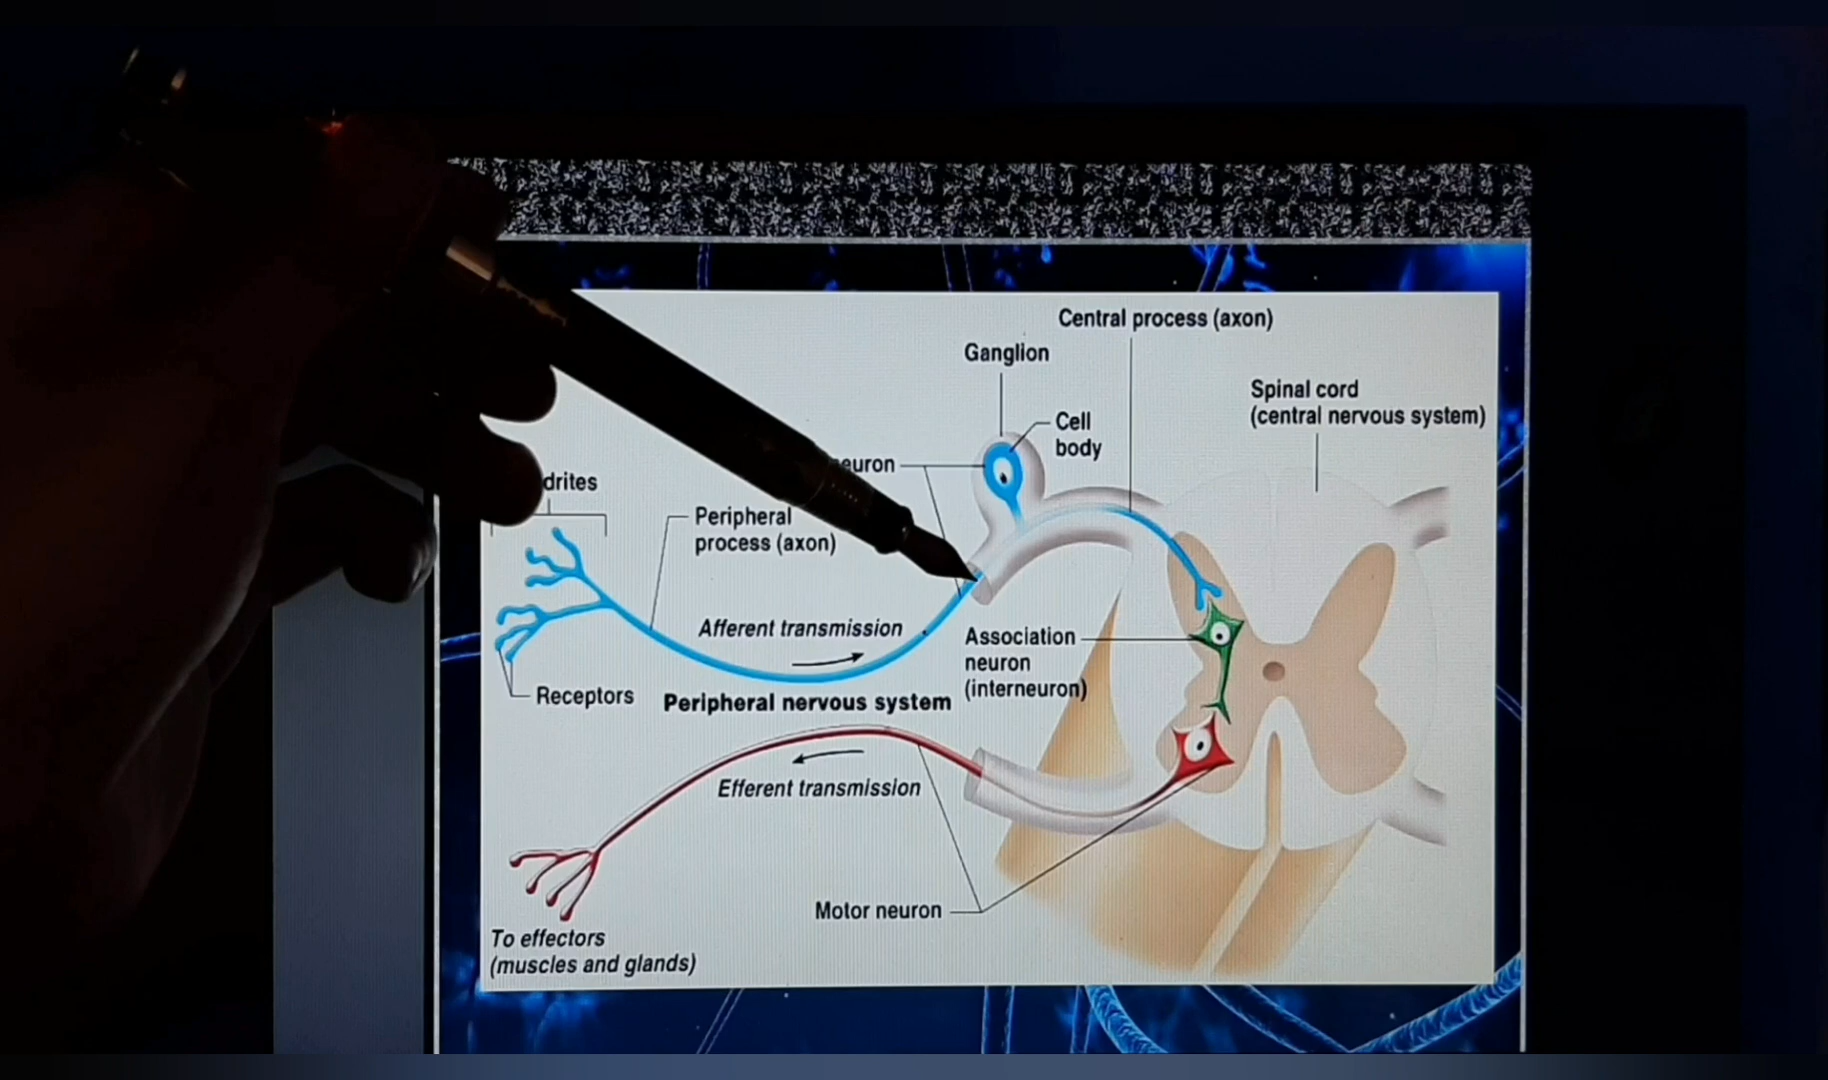 Central process (axon)
Ganglion
Spinal cord
(central nervous system)
Cell
body
euron
drites
Peripheral
process (axon)
Afferent transmission
Association
neuron
(interneuron)
Receptors
Peripheral nervous system
Efferent transmission
Motor neuron
To effectors
(muscles and glands)